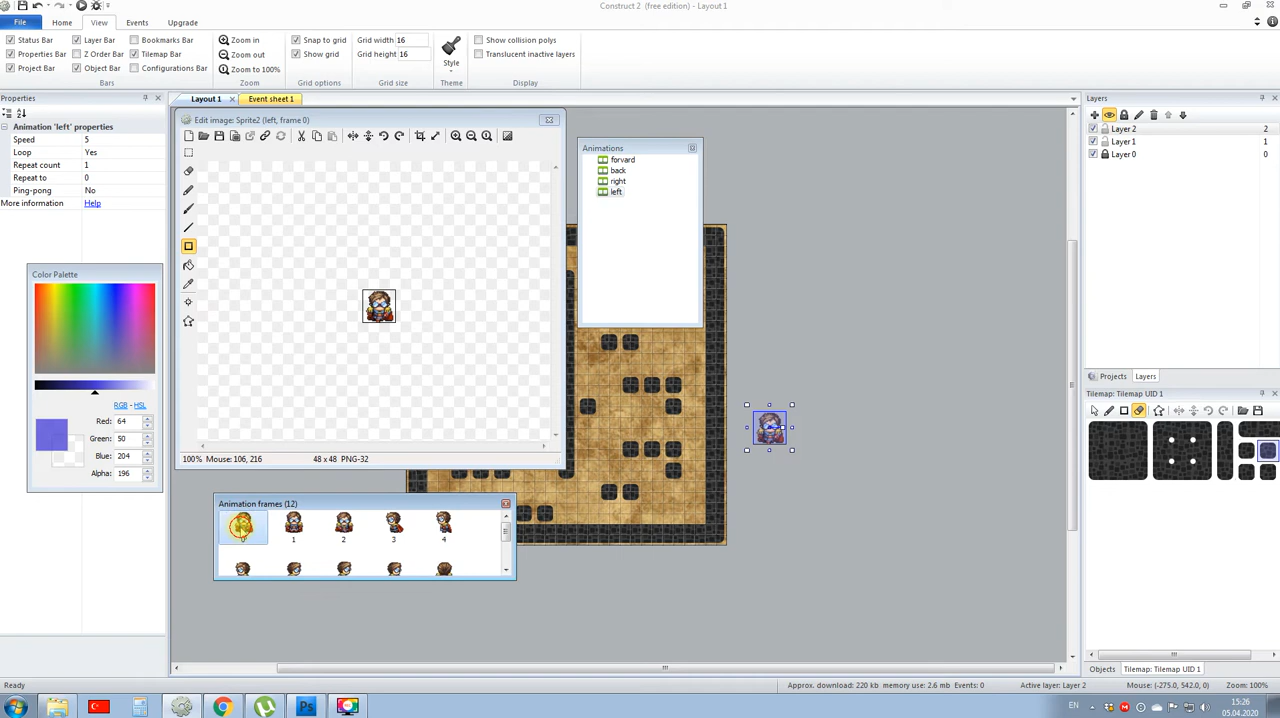 Construct 2  (free edition) - Layout 1
File
Home
View
Events
Upgrade
Status Bar
Layer Bar
Bookmarks Bar
Zoom in
Snap to grid
Grid width 16
Show collision polys
Properties Bar
Z Order Bar
Tilemap Bar
Zoom out
Show grid
Grid height 16
Translucent inactive layers
Project Bar
Object Bar
Configurations Bar
Zoom to 100%
Style
Bars
Zoom
Grid options
Grid size
Theme
Display
Properties
Layout 1
Event sheet 1
Layers
Animation 'left' properties
Speed 5
Loop Yes
Repeat count 1
Repeat to 0
Ping-pong No
More information Help
Edit image: Sprite2 (left, frame 0)
Animations
forvard
back
right
left
Layer 2 2
Layer 1 1
Layer 0 0
Color Palette
RGB - HSL
Red: 64
Green: 50
Blue: 204
Alpha: 196
100% Mouse: 106, 216
48 x 48 PNG-32
Animation frames (12)
1
2
3
4
Projects
Layers
Tilemap: Tilemap UID 1
Objects
Tilemap: Tilemap UID 1
Ready
Approx. download: 220 kb
memory use: 2.6 mb
Events: 0
Active layer: Layer 2
Mouse: (-275.0, 542.0, 0)
Zoom: 100%
Ps
EN
15:26
05.04.2020